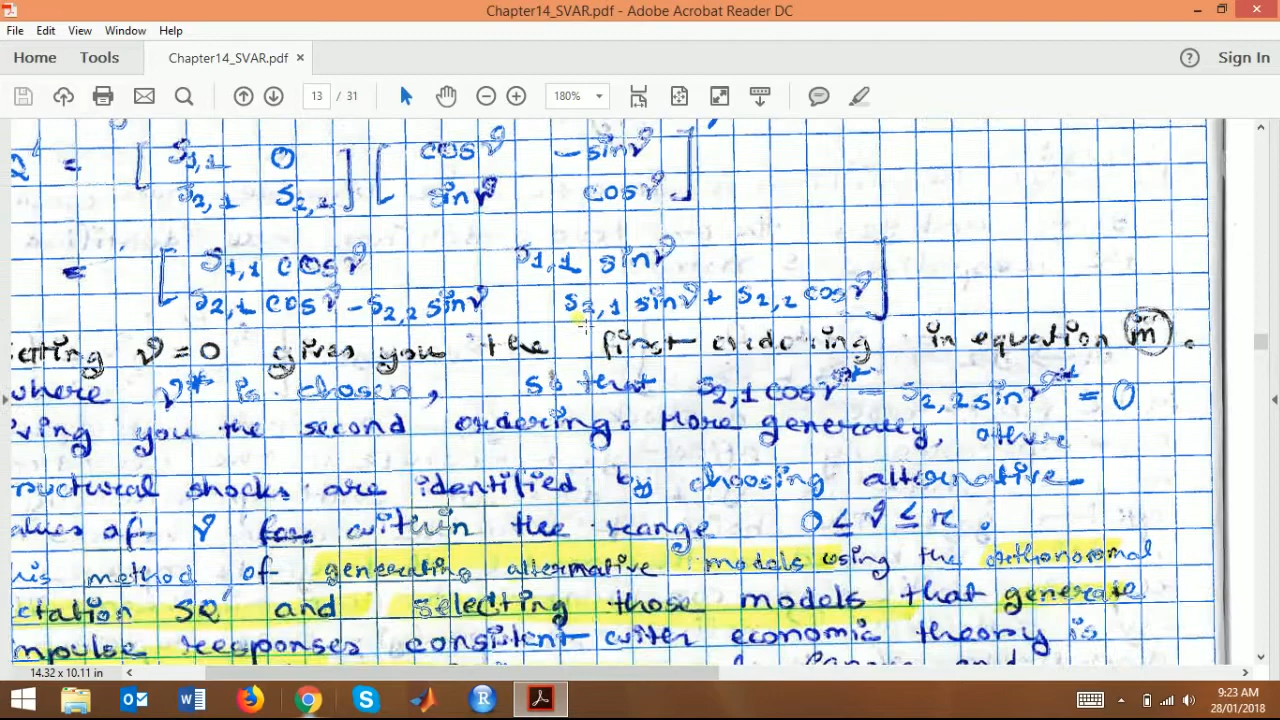 Chapter14_SVAR.pdf - Adobe Acrobat Reader DC
File Edit View Window Help
Home Tools Chapter14_SVAR.pdf × Sign In
13 / 31 180%
= [ S1,1 0 ] [ cos ϑ - sin ϑ ]
S2,1 S2,2 sin ϑ cos ϑ
= [ S1,1 cos ϑ S1,1 sin ϑ ]
S2,1 cos ϑ - S2,2 sin ϑ S2,1 sin ϑ + S2,2 cos ϑ
etting ϑ = 0 gives you the first ordering in equation .
where ϑ* is chosen, so that S2,1 cos ϑ* - S2,2 sin ϑ* = 0
iving you the second ordering. More generally, other
ructural shocks are identified by choosing alternative
alues of ϑ within the range 0 ≤ ϑ ≤ π.
his method of generating alternative models using the orthonormal
otation SQ' and selecting those models that generate
mpulse responses consistent with economic theory is
14.32 x 10.11 in
9:23 AM
28/01/2018